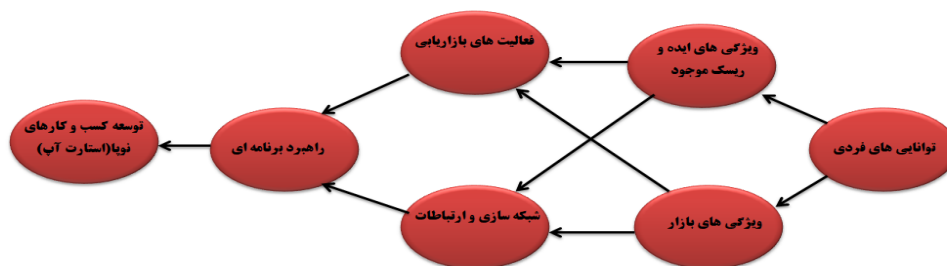 توانایی های فردی
ویژگی های ایده و
ریسک موجود
ویژگی های بازار
فعالیت های بازاریابی
شبکه سازی و ارتباطات
راهبرد برنامه ای
توسعه کسب و کارهای
نوپا(استارت آپ)